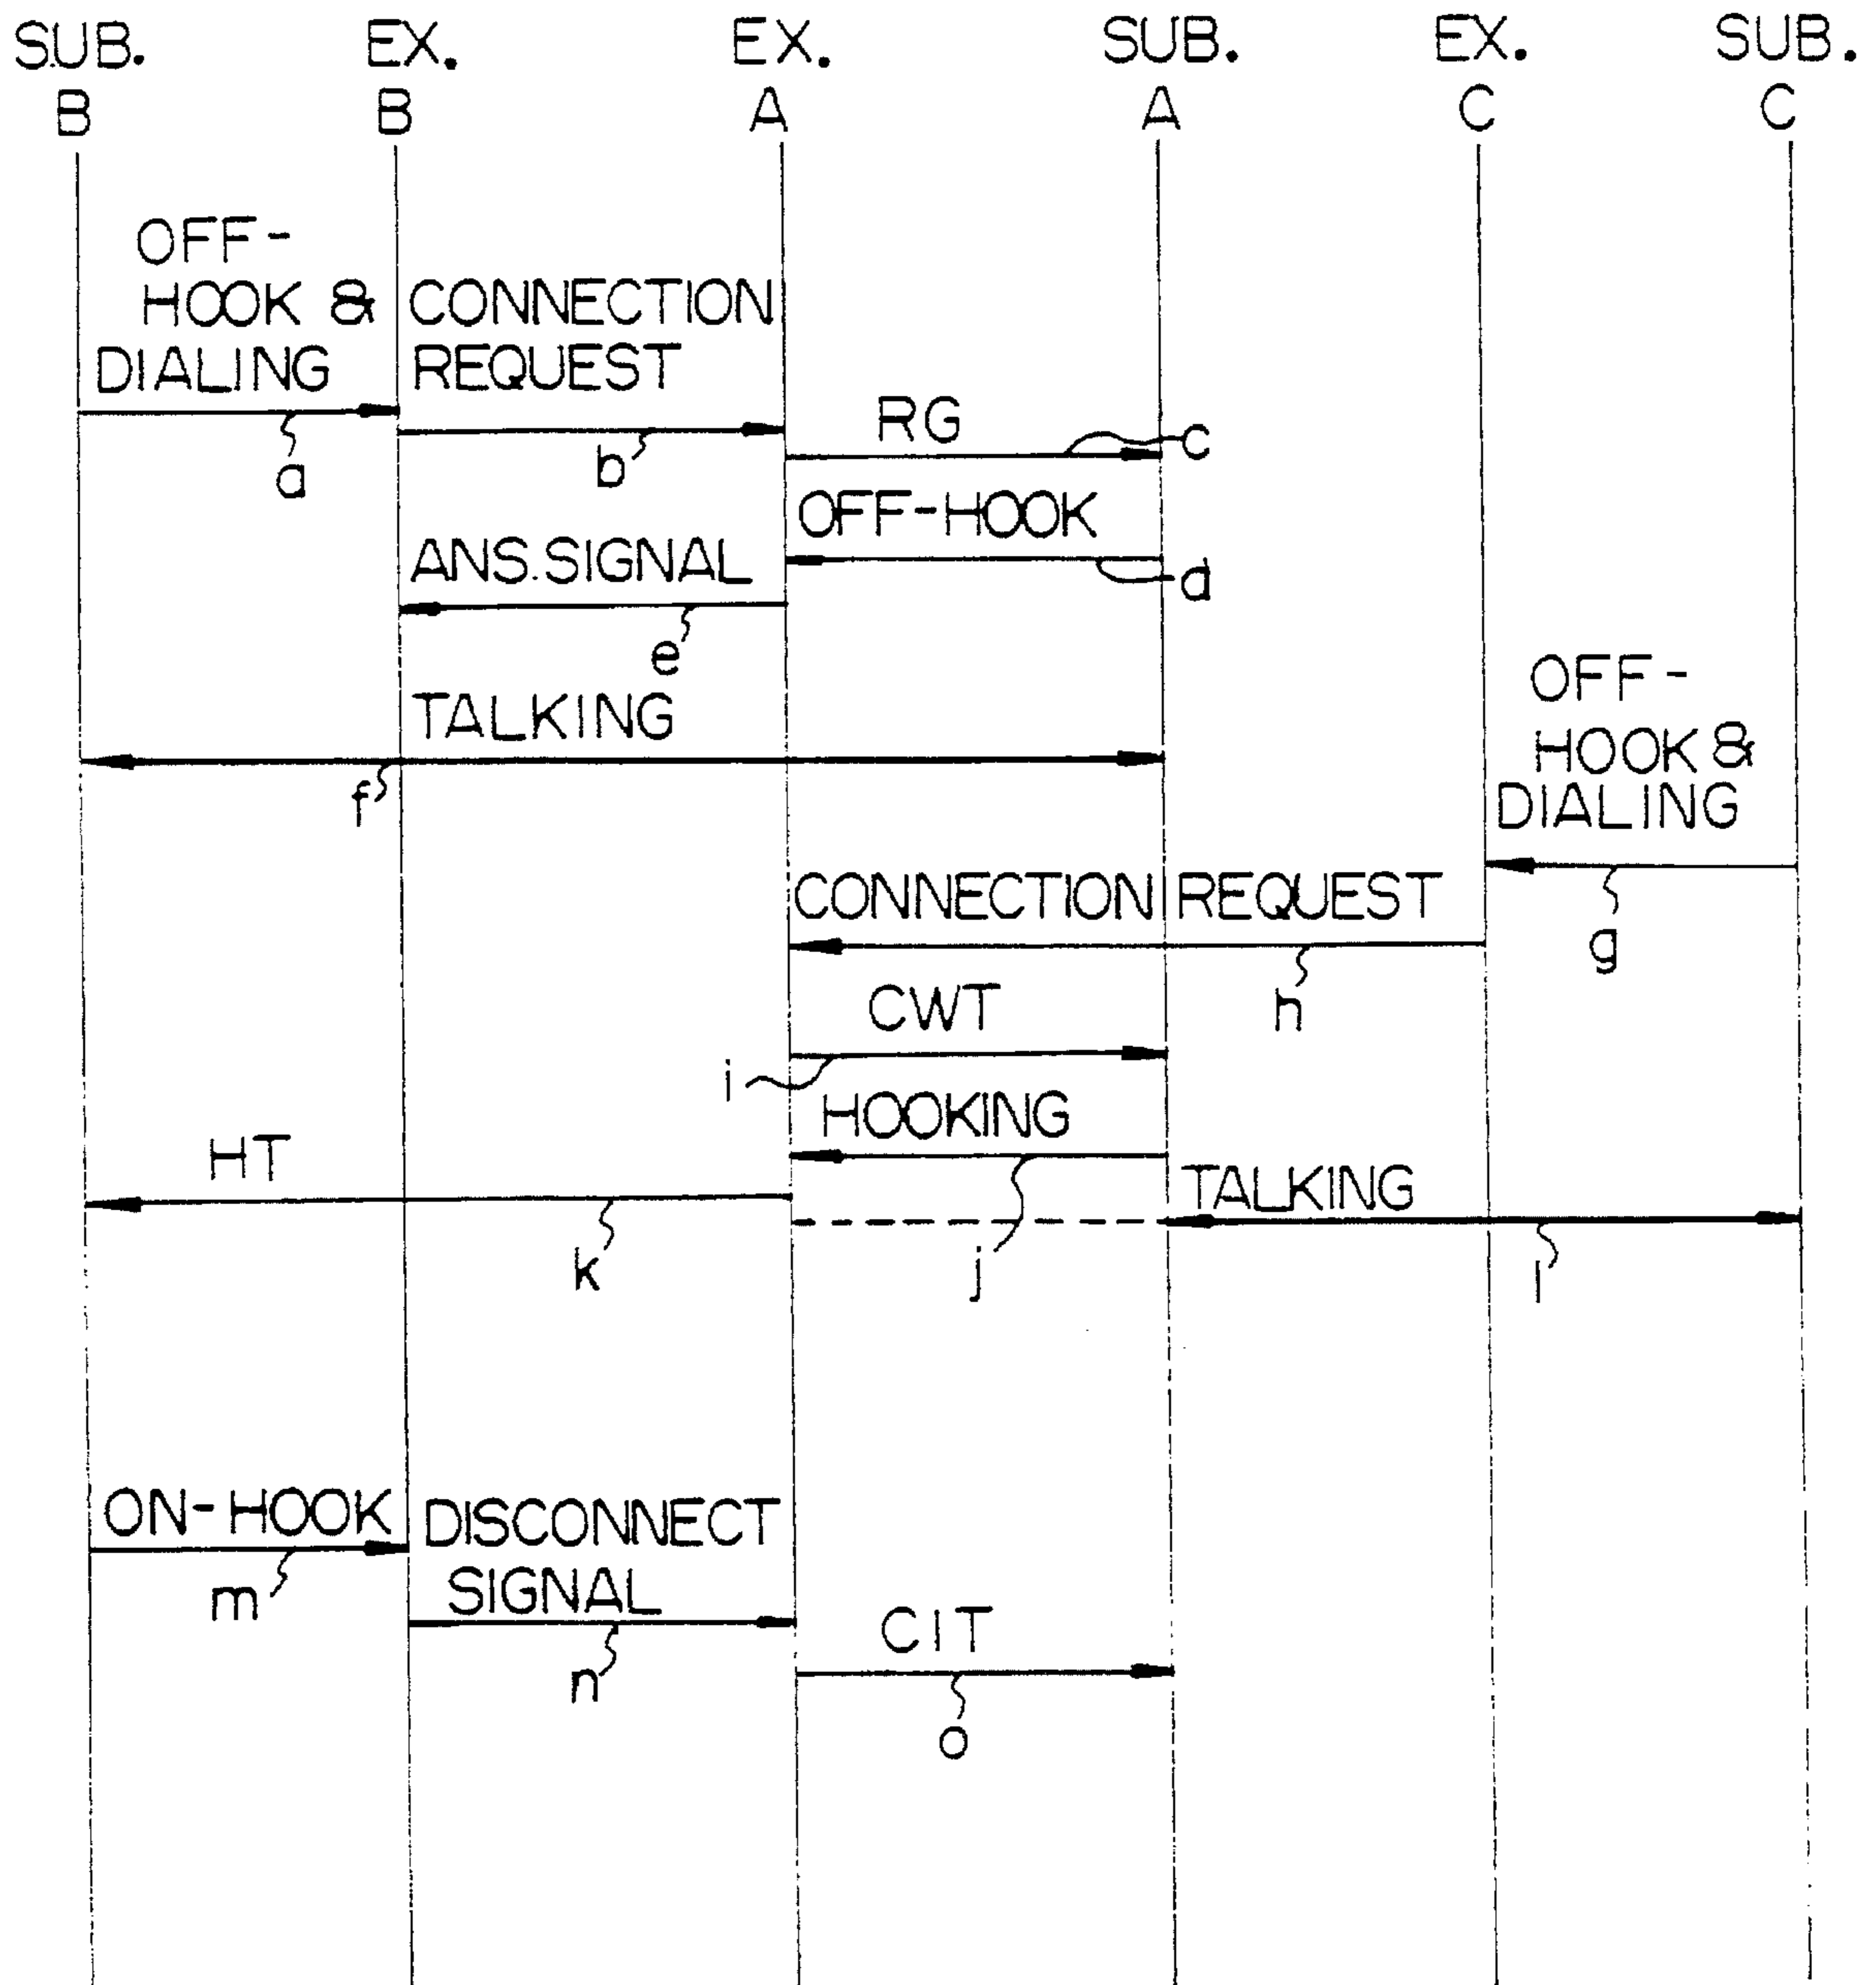 SUB. EX. EX. SUB. EX. SUB.
B B A A C C
OFF-
HOOK &
DIALING
a
CONNECTION
REQUEST
b
RG
c
OFF-HOOK
d
ANS.SIGNAL
e
TALKING
f
OFF-
HOOK &
DIALING
g
CONNECTION REQUEST
h
CWT
i
HOOKING
j
HT
k
TALKING
l
ON-HOOK
m
DISCONNECT
SIGNAL
n
CIT
o